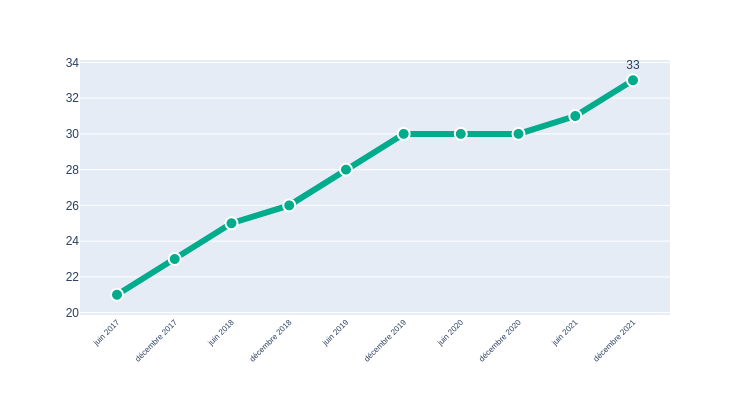 34
33
32
30
28
26
24
22
20
juin 2017
décembre 2017
juin 2018
décembre 2018
juin 2019
décembre 2019
juin 2020
décembre 2020
juin 2021
décembre 2021